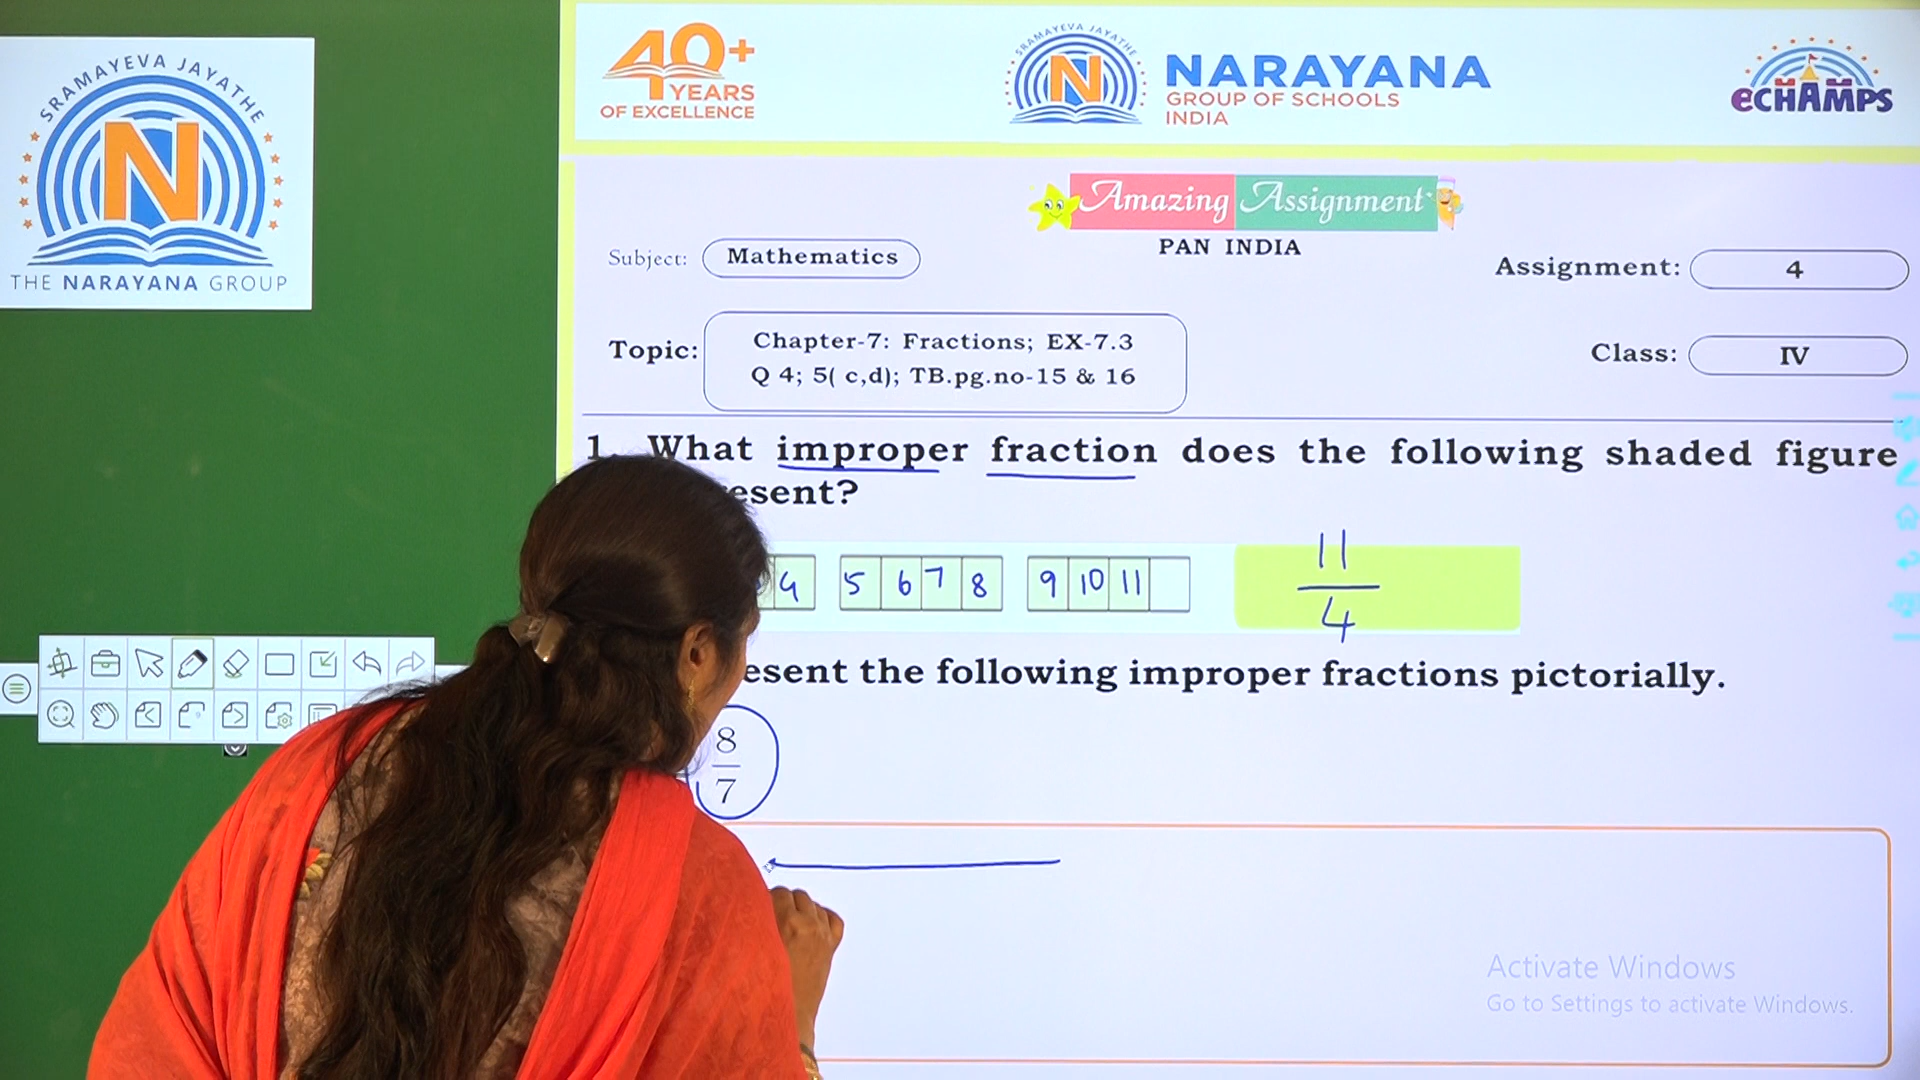 SRAMAYEVA JAYATHE
N
THE NARAYANA GROUP
40+
YEARS
OF EXCELLENCE
SRAMAYEVA JAYATHE
N
NARAYANA
GROUP OF SCHOOLS
INDIA
eCHAMPS
Amazing Assignment
PAN INDIA
Subject: Mathematics
Assignment: 4
Topic: Chapter-7: Fractions; EX-7.3
Q 4; 5( c,d); TB.pg.no-15 & 16
Class: IV
1. What improper fraction does the following shaded figure
esent?
4 5 6 7 8 9 10 11
11
4
esent the following improper fractions pictorially.
8
7
Activate Windows
Go to Settings to activate Windows.